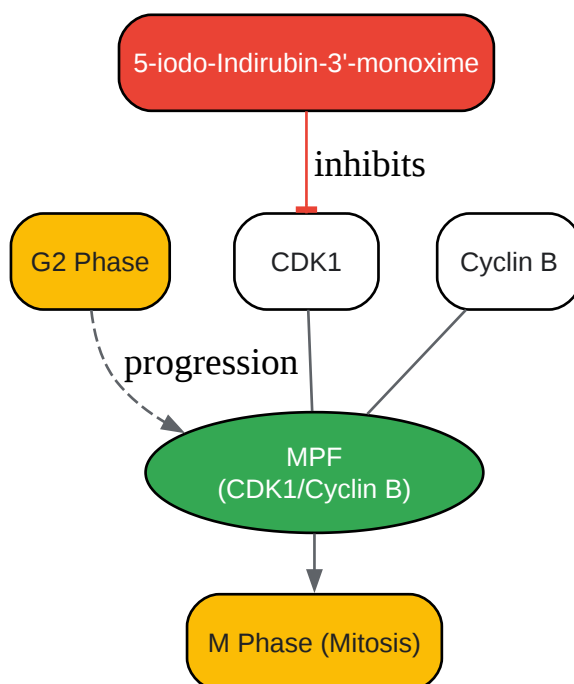 5-iodo-Indirubin-3'-monoxime
inhibits
G2 Phase
CDK1
Cyclin B
progression
MPF
(CDK1/Cyclin B)
M Phase (Mitosis)